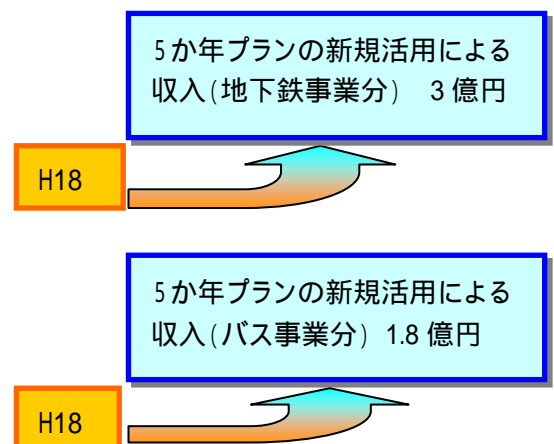 5か年プランの新規活用による
収入(地下鉄事業分) 3億円
H18
5か年プランの新規活用による
収入(バス事業分) 1.8億円
H18